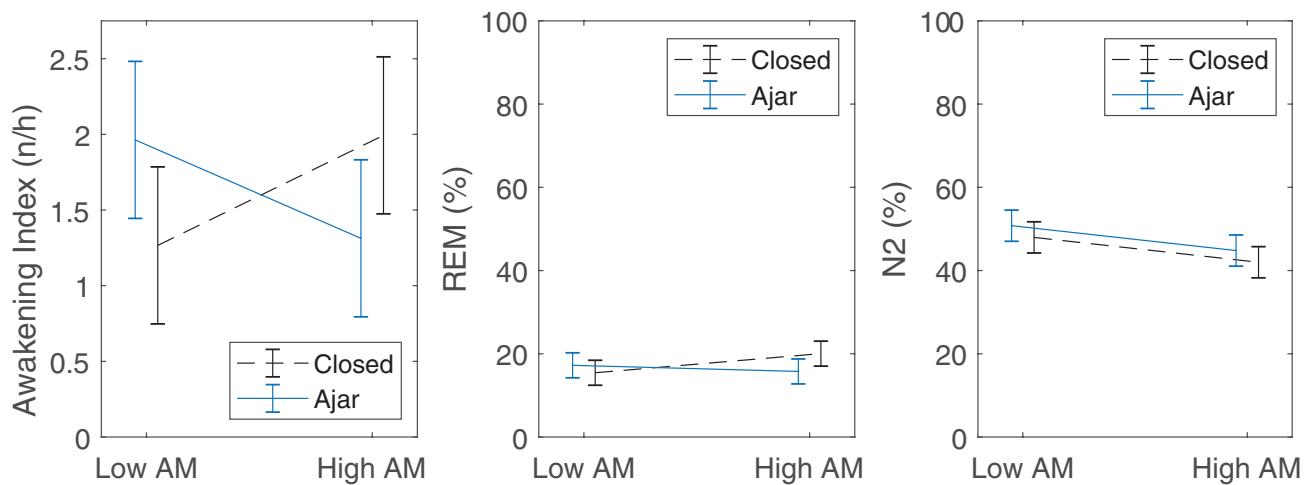 Awakening Index (n/h)
2.5
2
1.5
1
0.5
0
Low AM
High AM
Closed
Ajar
REM (%)
100
80
60
40
20
0
Low AM
High AM
Closed
Ajar
N2 (%)
100
80
60
40
20
0
Low AM
High AM
Closed
Ajar